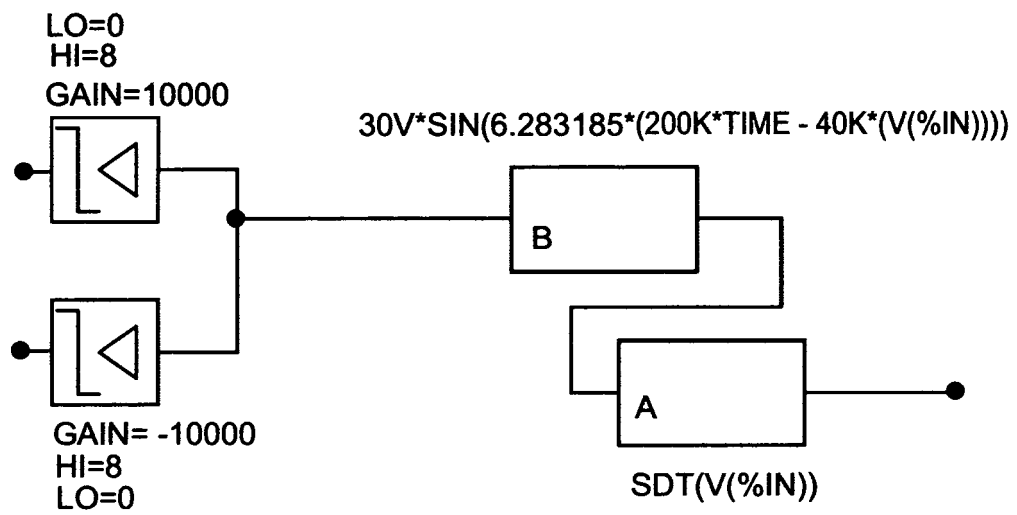 LO=0
HI=8
GAIN=10000
30V*SIN(6.283185*(200K*TIME - 40K*(V(%IN))))
B
A
GAIN= -10000
HI=8
LO=0
SDT(V(%IN))